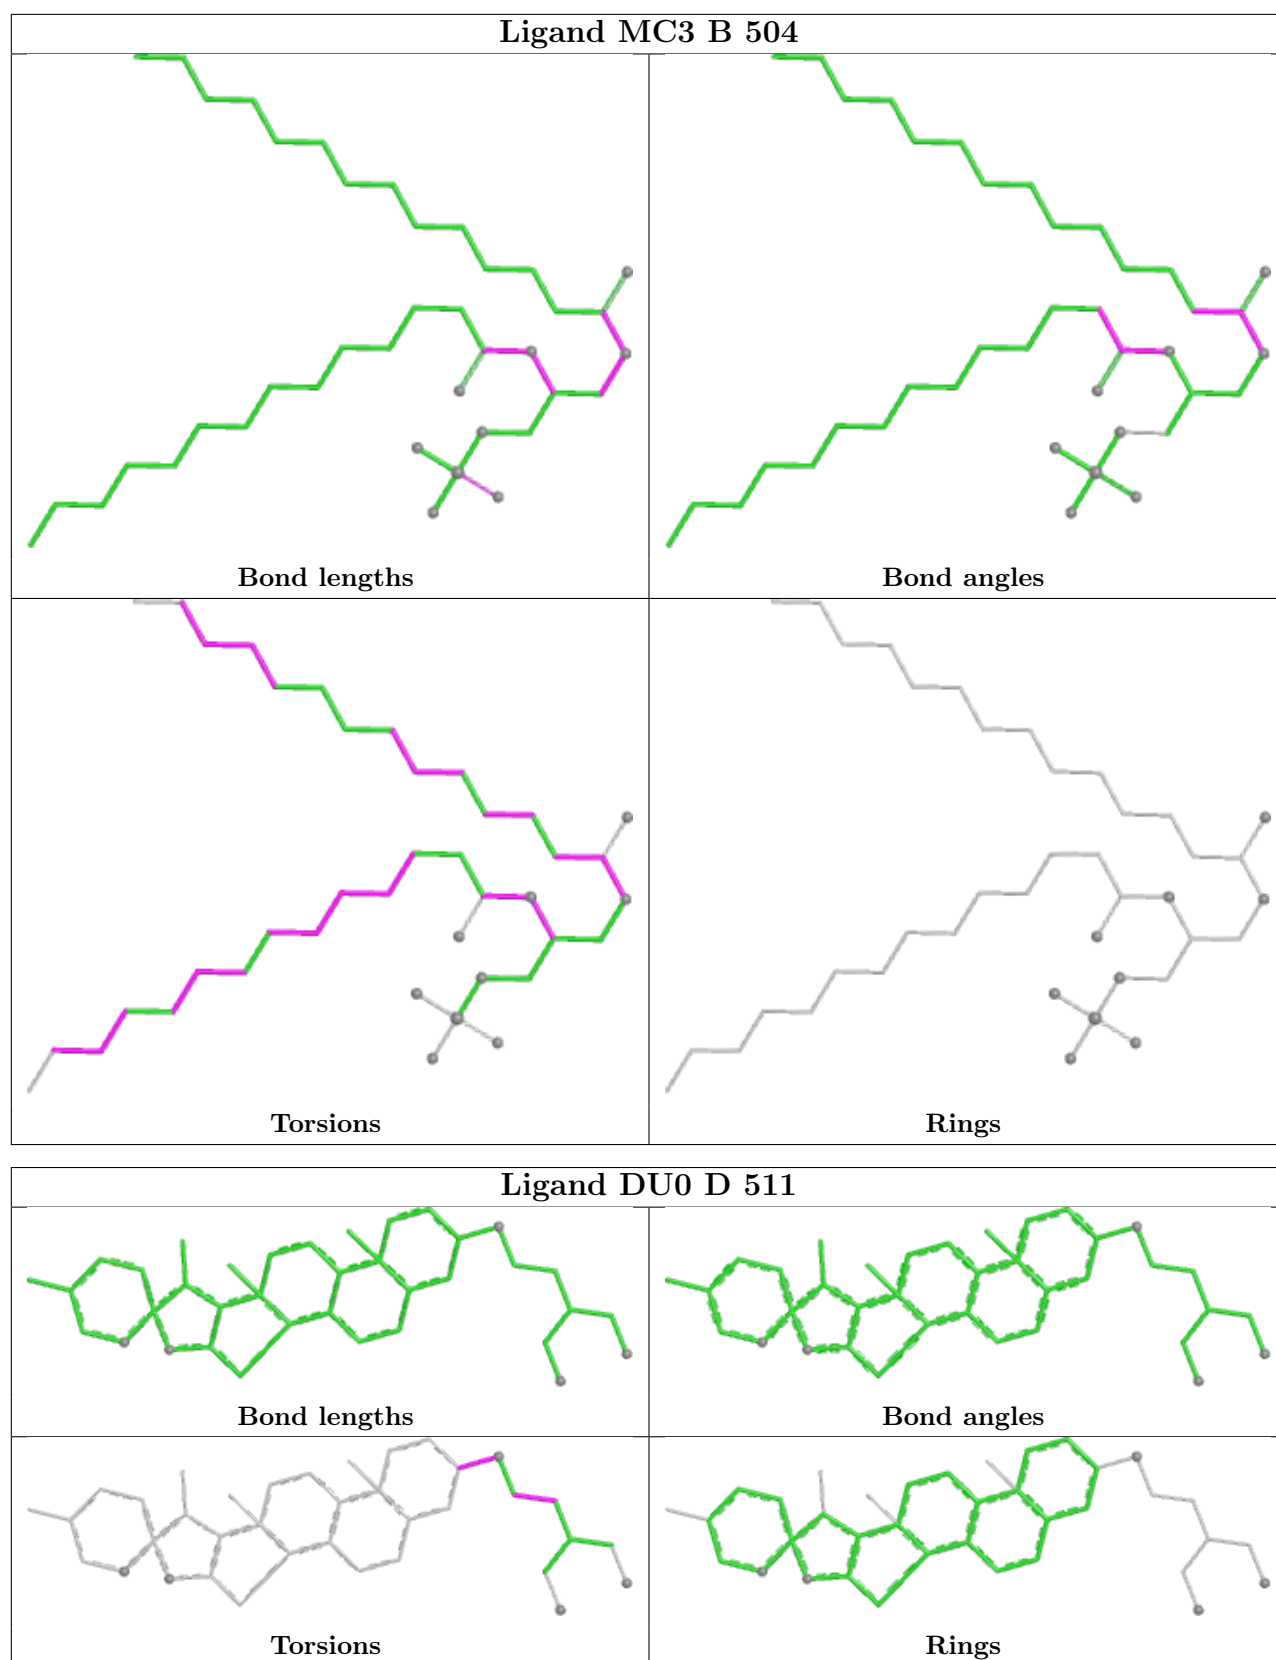 Ligand MC3 B 504
Bond lengths
Bond angles
Torsions
Rings
Ligand DU0 D 511
Bond lengths
Bond angles
Torsions
Rings